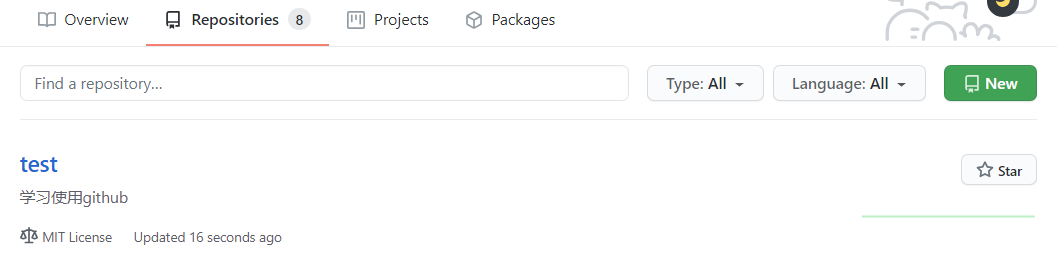 Overview Repositories 8 Projects Packages
Find a repository... Type: All Language: All New
test Star
学习使用github
MIT License Updated 16 seconds ago